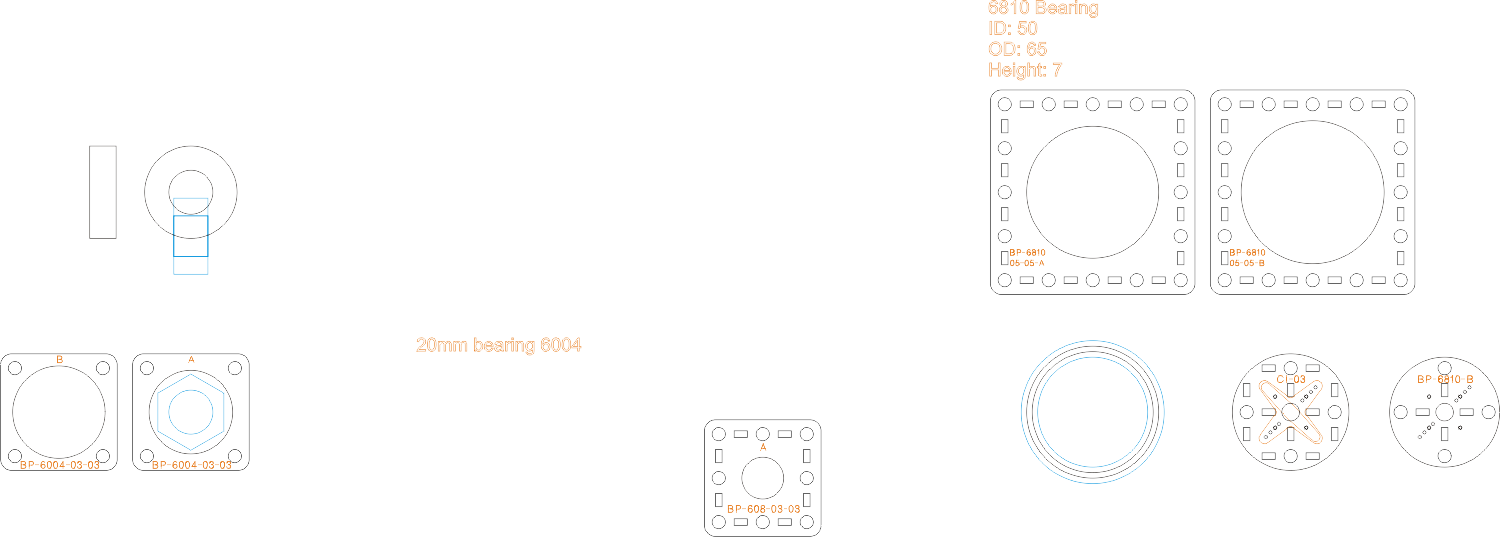 6810 Bearing
ID: 50
OD: 65
Height: 7
BP-6810
05-05-A
BP-6810
05-05-B
20mm bearing 6004
B
BP-6004-03-03
A
BP-6004-03-03
A
BP-608-03-03
CI-03
BP-6810-B